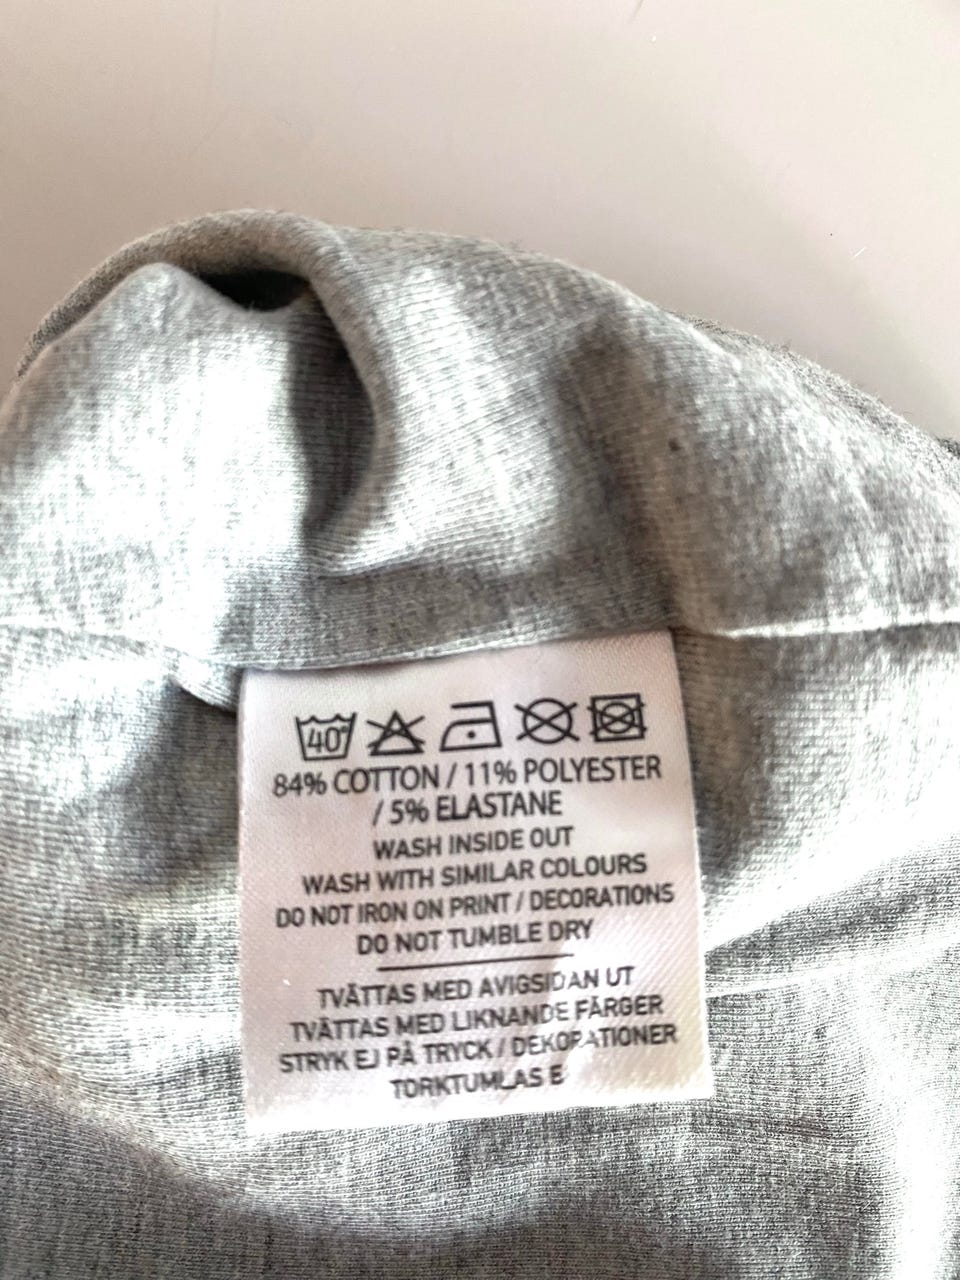 40°
84% COTTON / 11% POLYESTER
/ 5% ELASTANE
WASH INSIDE OUT
WASH WITH SIMILAR COLOURS
DO NOT IRON ON PRINT / DECORATIONS
DO NOT TUMBLE DRY
TVÄTTAS MED AVIGSIDAN UT
TVÄTTAS MED LIKNANDE FÄRGER
STRYK EJ PÅ TRYCK / DEKORATIONER
TORKTUMLAS